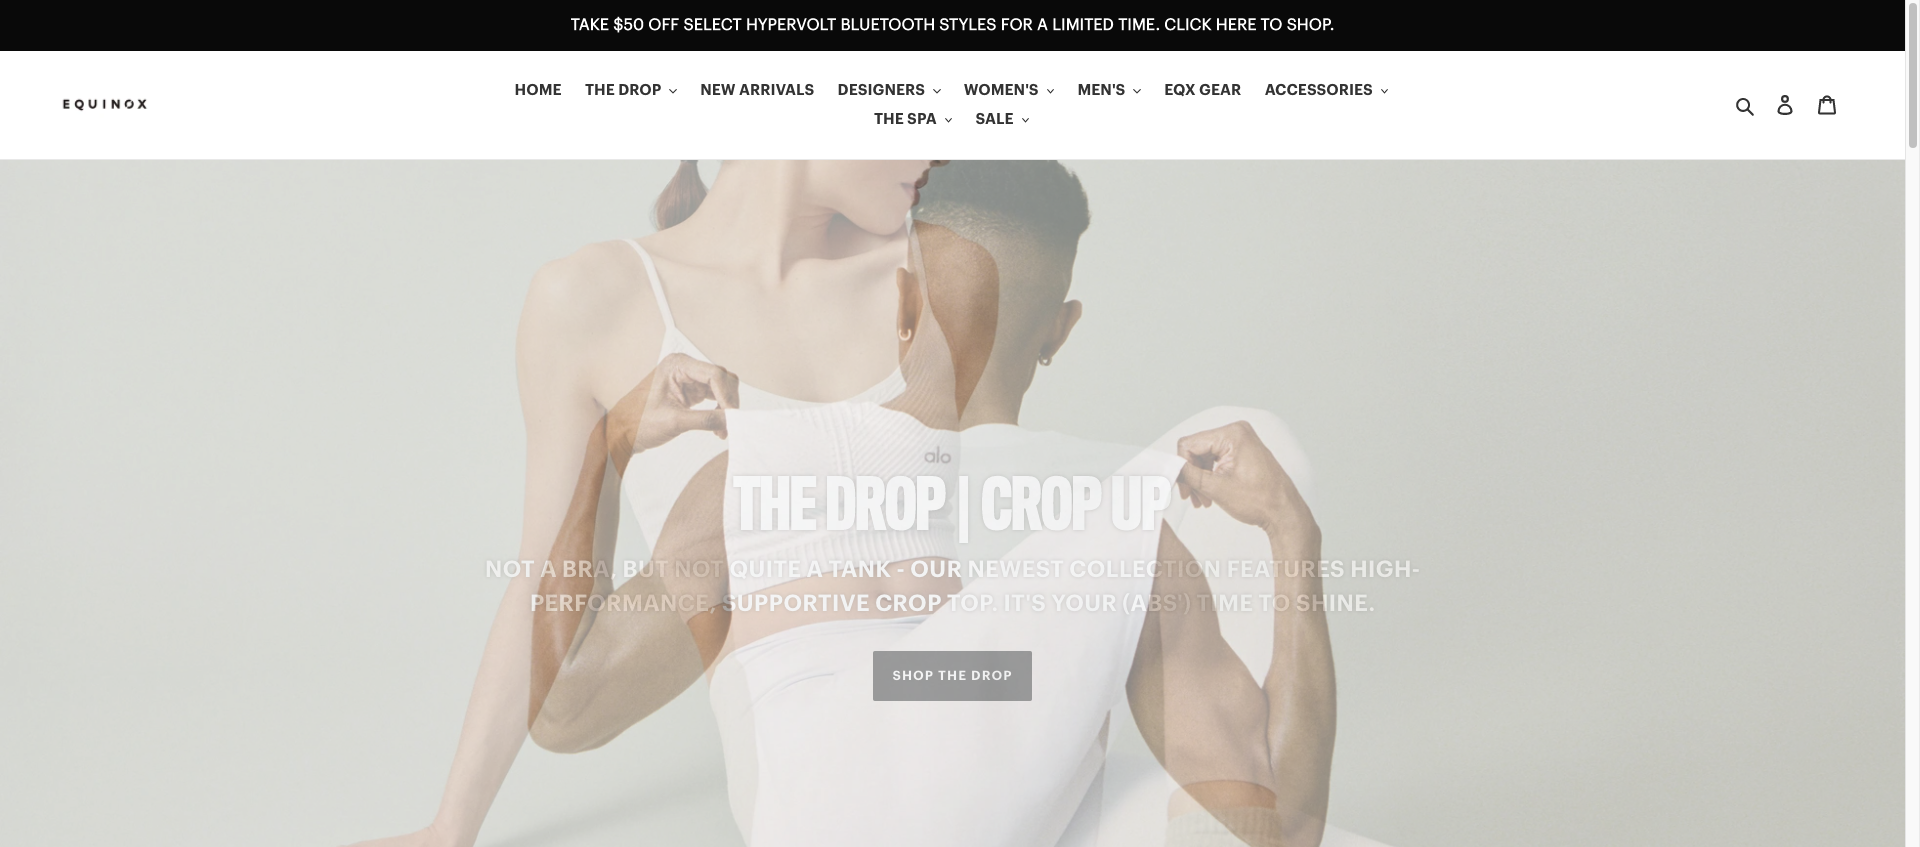 TAKE $50 OFF SELECT HYPERVOLT BLUETOOTH STYLES FOR A LIMITED TIME. CLICK HERE TO SHOP.
EQUINOX
HOME THE DROP NEW ARRIVALS DESIGNERS WOMEN'S MEN'S EQX GEAR ACCESSORIES
THE SPA SALE
alo
THE DROP | CROP UP
NOT A BRA, BUT NOT QUITE A TANK - OUR NEWEST COLLECTION FEATURES HIGH-
PERFORMANCE, SUPPORTIVE CROP TOP. IT'S YOUR (ABS') TIME TO SHINE.
SHOP THE DROP